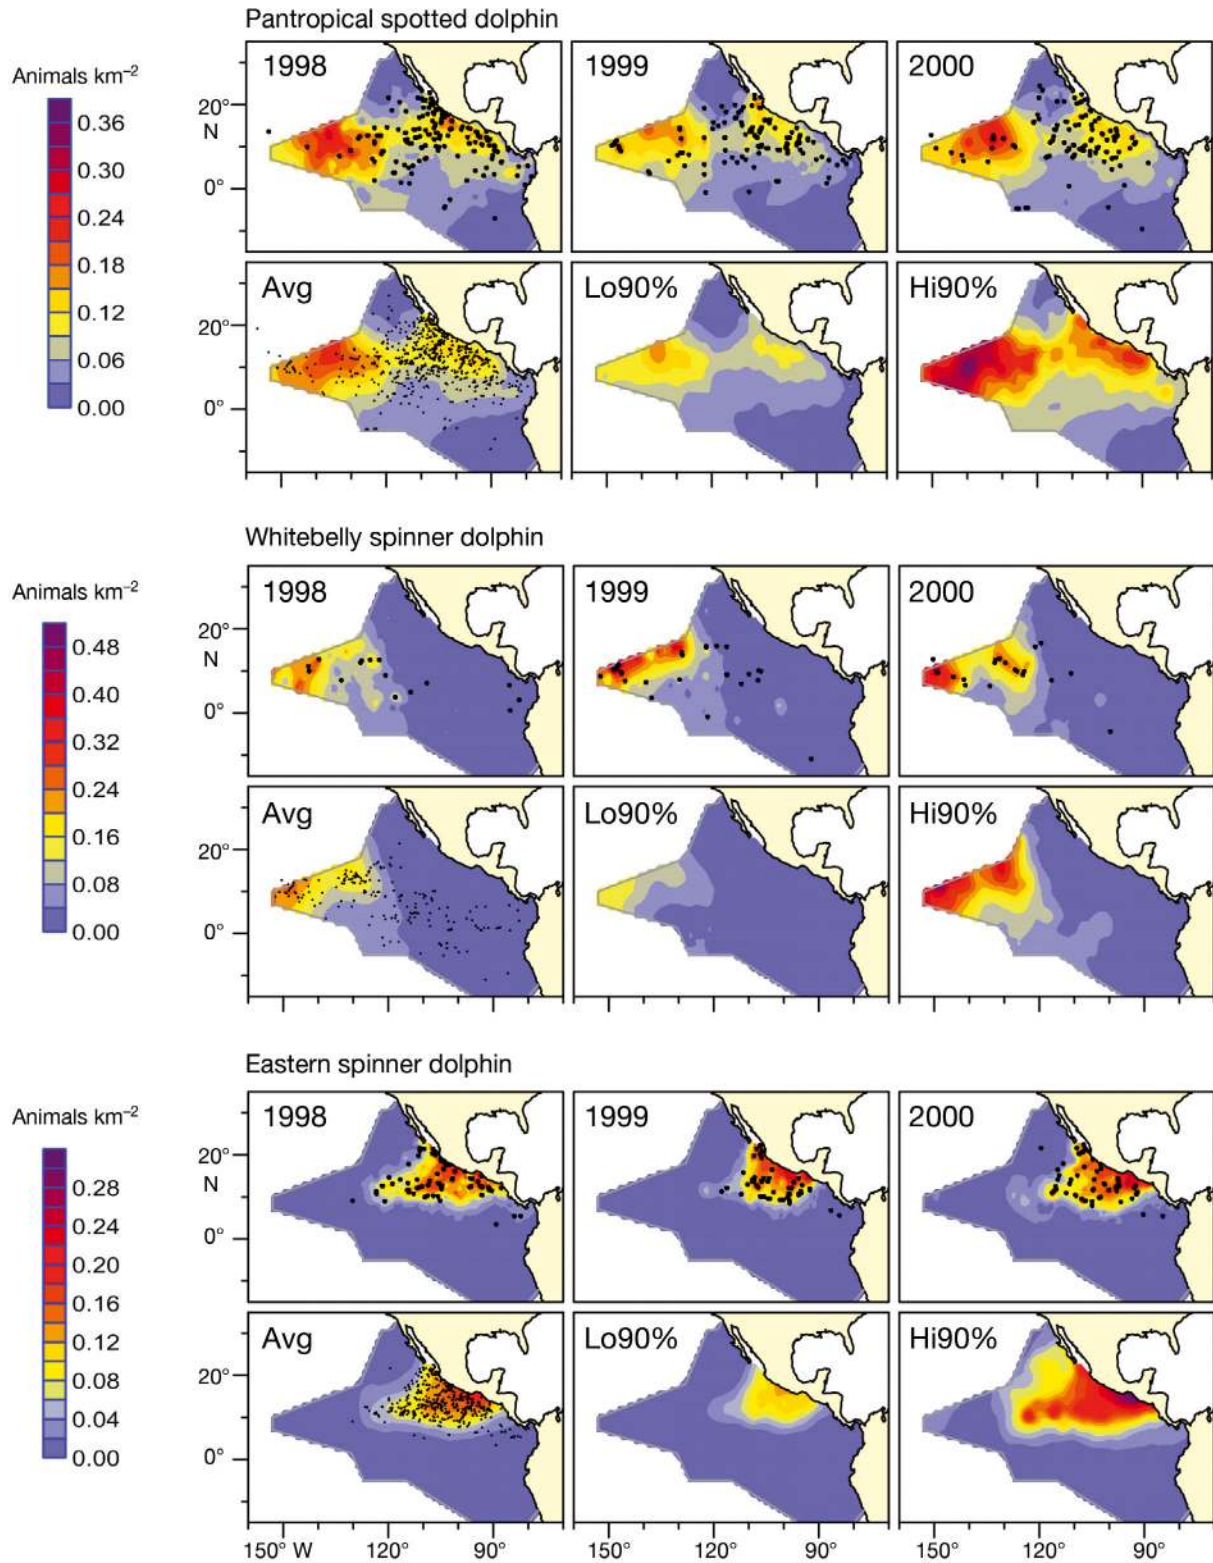 Pantropical spotted dolphin
Animals km⁻²
0.36
0.30
0.24
0.18
0.12
0.06
0.00
1998
1999
2000
20°
N
0°
Avg
Lo90%
Hi90%
20°
0°
Whitebelly spinner dolphin
Animals km⁻²
0.48
0.40
0.32
0.24
0.16
0.08
0.00
1998
1999
2000
20°
N
0°
Avg
Lo90%
Hi90%
20°
0°
Eastern spinner dolphin
Animals km⁻²
0.28
0.24
0.20
0.16
0.12
0.08
0.04
0.00
1998
1999
2000
20°
N
0°
Avg
Lo90%
Hi90%
20°
0°
150° W 120° 90° 150° 120° 90° 150° 120° 90°